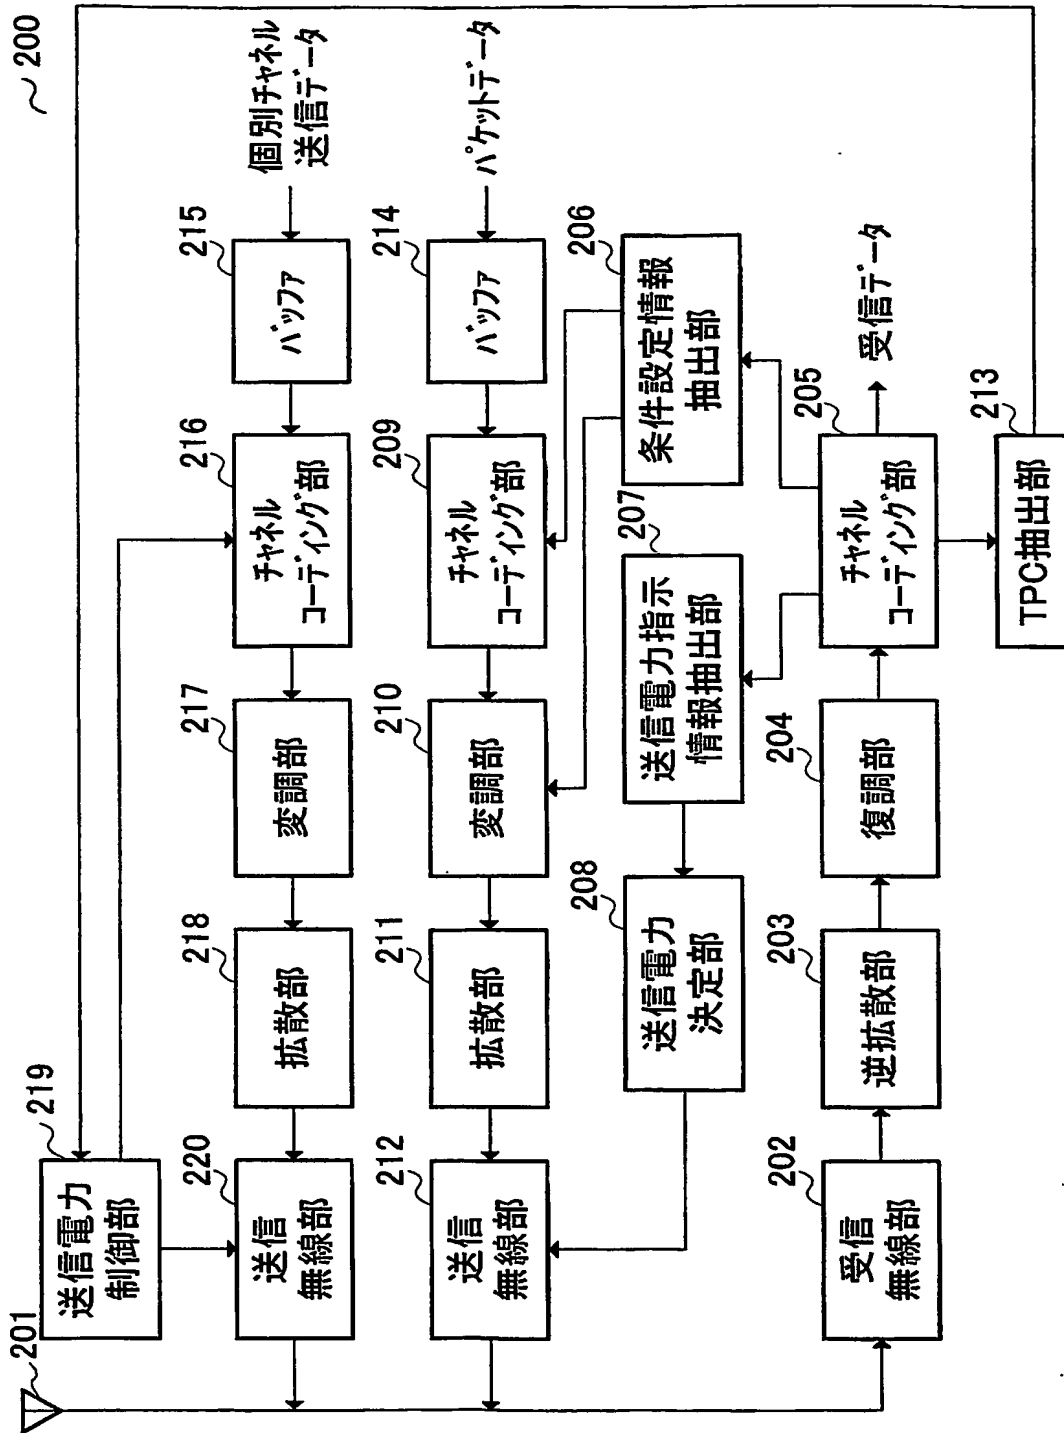 200
201
送信電力
制御部
219
送信
無線部
220
拡散部
218
変調部
217
チャネル
コーディング部
216
バッファ
215
個別チャネル
送信データ
送信
無線部
212
拡散部
211
変調部
210
チャネル
コーディング部
209
バッファ
214
パケットデータ
送信電力
決定部
208
送信電力指示
情報抽出部
207
条件設定情報
抽出部
206
受信
無線部
202
逆拡散部
203
復調部
204
チャネル
コーディング部
205
受信データ
TPC抽出部
213